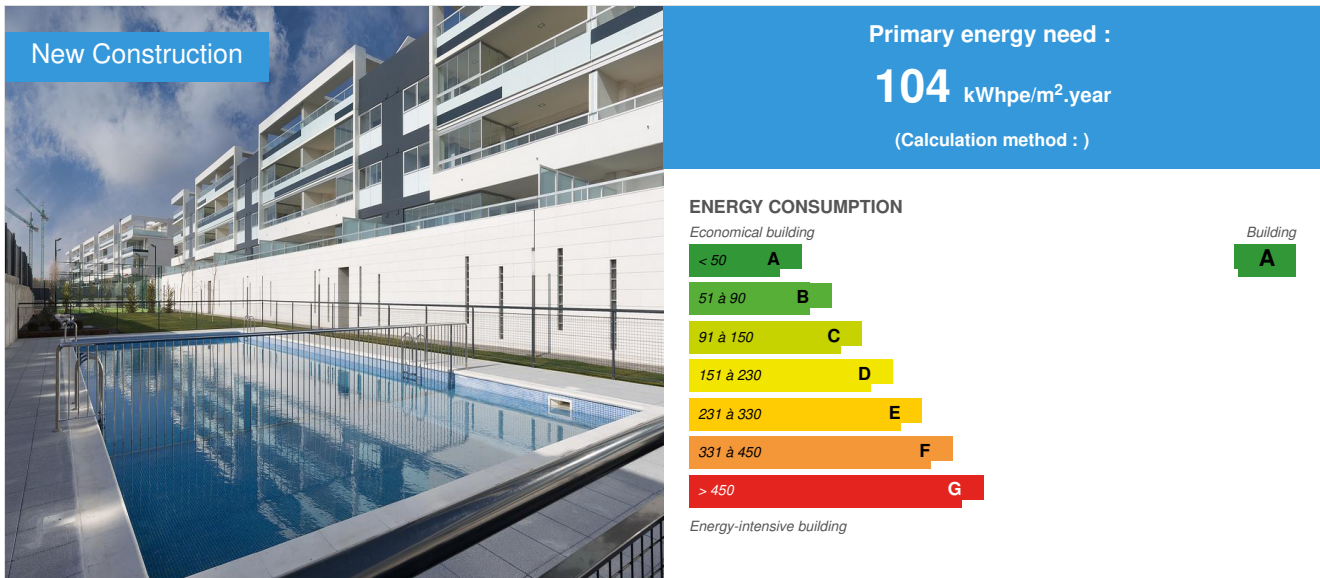 New Construction
Primary energy need :
104 kWhpe/m².year
(Calculation method : )
ENERGY CONSUMPTION
Economical building
Building
< 50 A
A
51 à 90 B
91 à 150 C
151 à 230 D
231 à 330 E
331 à 450 F
> 450 G
Energy-intensive building